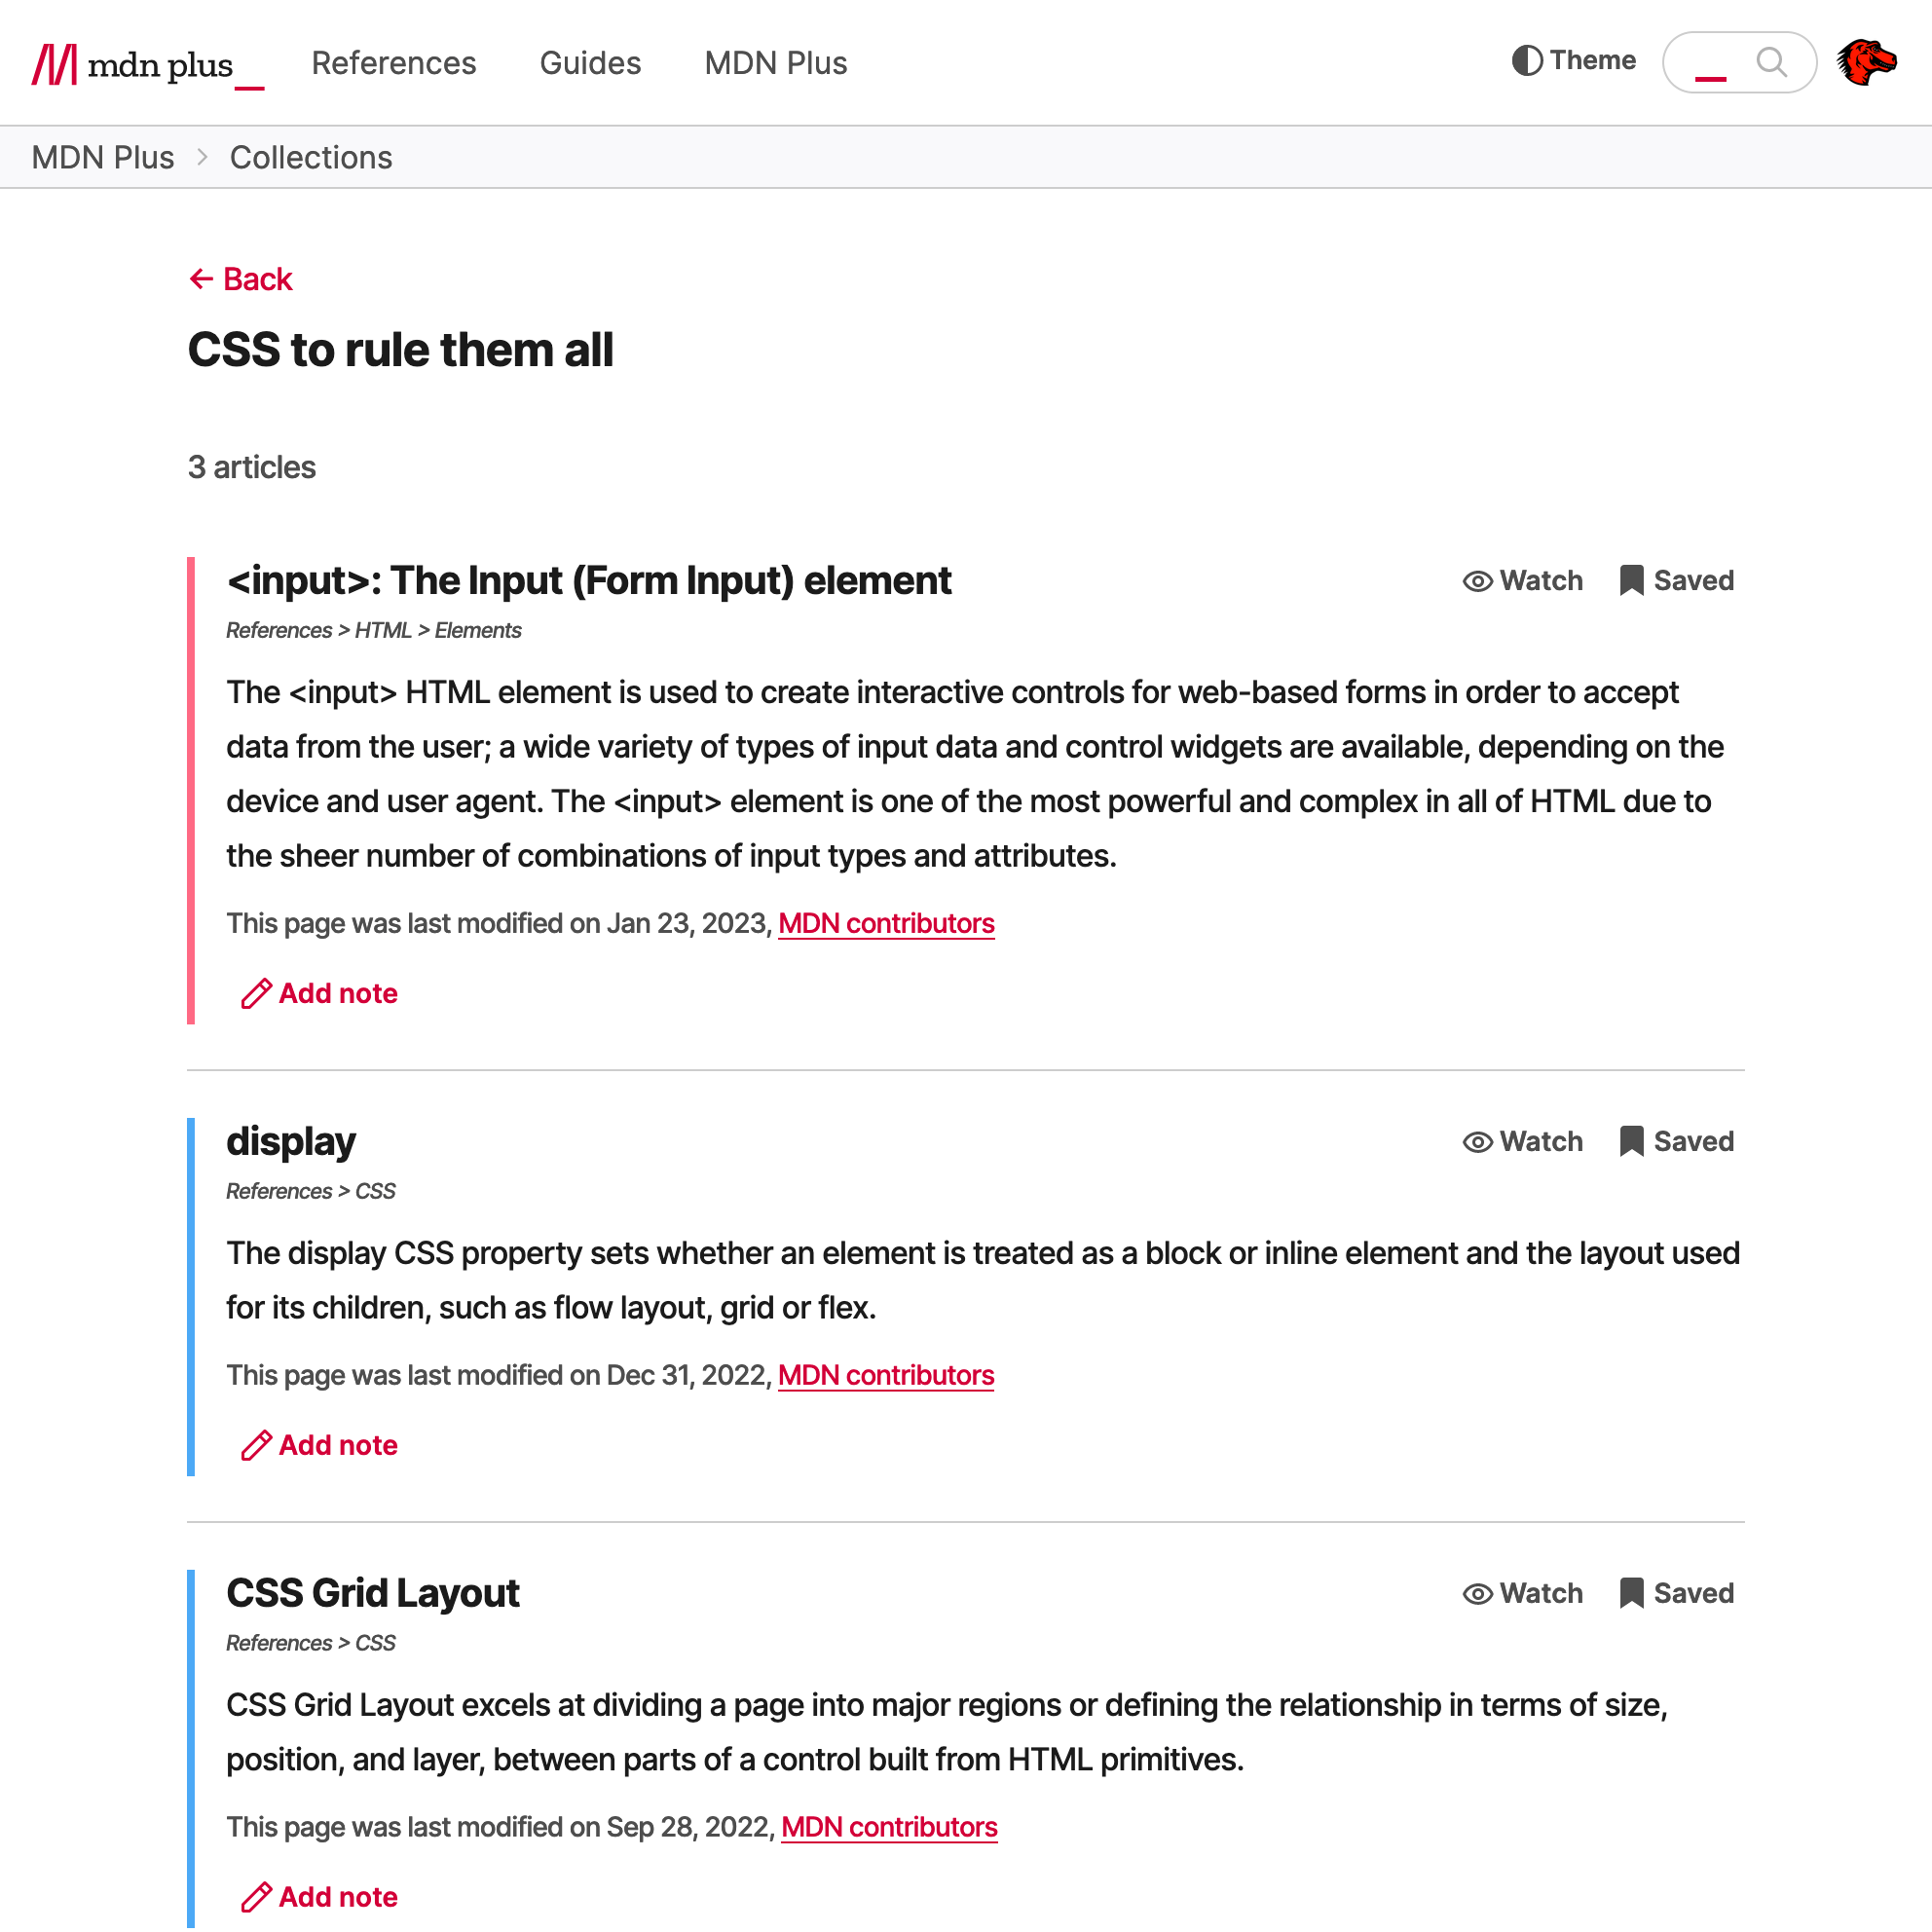 mdn plus_
References
Guides
MDN Plus
Theme
MDN Plus > Collections
← Back
CSS to rule them all
3 articles
<input>: The Input (Form Input) element
Watch
Saved
References > HTML > Elements
The <input> HTML element is used to create interactive controls for web-based forms in order to accept
data from the user; a wide variety of types of input data and control widgets are available, depending on the
device and user agent. The <input> element is one of the most powerful and complex in all of HTML due to
the sheer number of combinations of input types and attributes.
This page was last modified on Jan 23, 2023, MDN contributors
Add note
display
Watch
Saved
References > CSS
The display CSS property sets whether an element is treated as a block or inline element and the layout used
for its children, such as flow layout, grid or flex.
This page was last modified on Dec 31, 2022, MDN contributors
Add note
CSS Grid Layout
Watch
Saved
References > CSS
CSS Grid Layout excels at dividing a page into major regions or defining the relationship in terms of size,
position, and layer, between parts of a control built from HTML primitives.
This page was last modified on Sep 28, 2022, MDN contributors
Add note